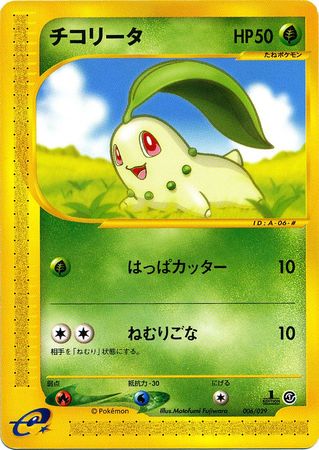 チコリータ HP50
たねポケモン
ID:A-06-#
はっぱカッター 10
ねむりごな 10
相手を「ねむり」状態にする。
弱点 抵抗力-30 にげる
© Pokémon Illus.Motofumi Fujiwara 006/029
1 EDITION
e